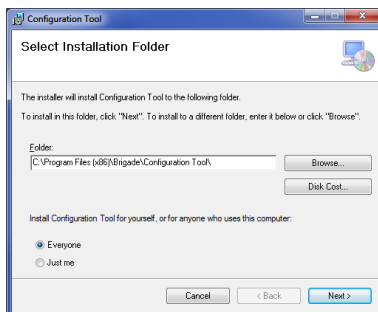 Configuration Tool
Select Installation Folder
The installer will install Configuration Tool to the following folder.
To install in this folder, click "Next". To install to a different folder, enter it below or click "Browse".
Folder:
C:\Program Files (x86)\Brigade\Configuration Tool\
Browse...
Disk Cost...
Install Configuration Tool for yourself, or for anyone who uses this computer:
Everyone
Just me
Cancel < Back Next >